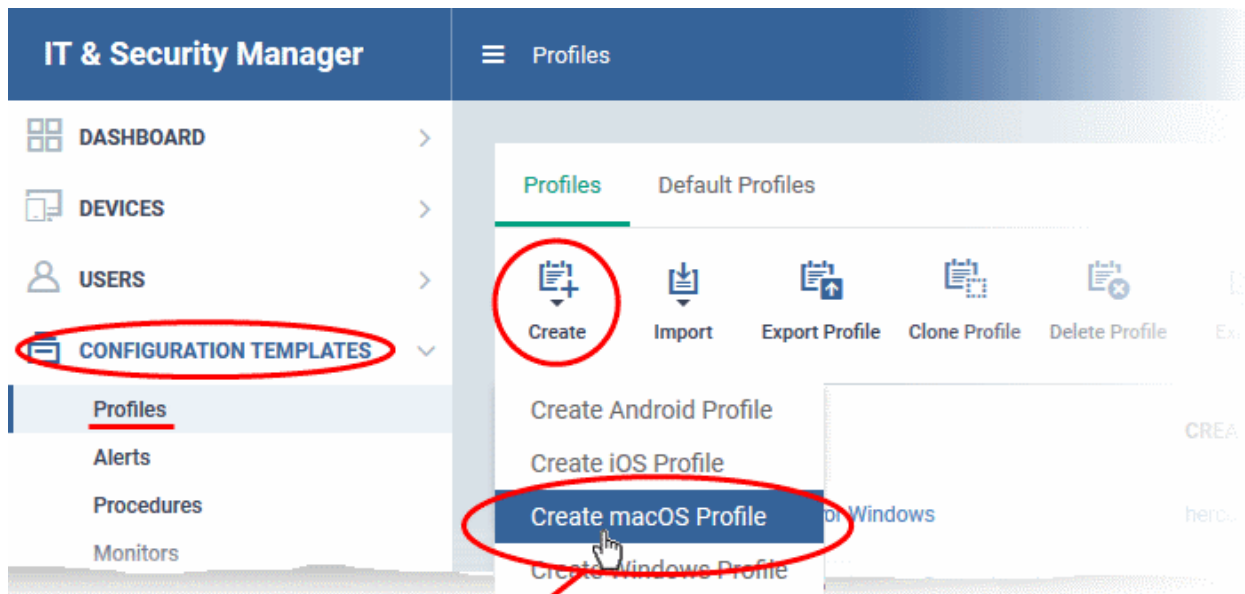 IT & Security Manager
Profiles
DASHBOARD
DEVICES
USERS
CONFIGURATION TEMPLATES
Profiles
Alerts
Procedures
Monitors
Profiles Default Profiles
Create Import Export Profile Clone Profile Delete Profile
Create Android Profile
Create iOS Profile
Create macOS Profile
Windows
Create Windows Profile